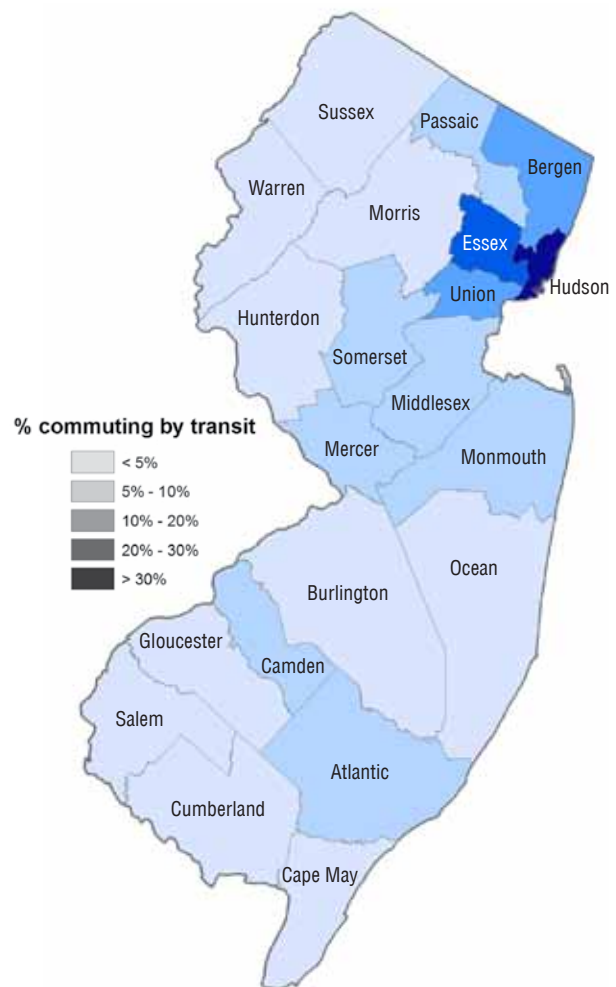 Sussex
Passaic
Bergen
Warren
Morris
Essex
Hudson
Union
Hunterdon
Somerset
Middlesex
% commuting by transit
Mercer
Monmouth
< 5%
5% - 10%
10% - 20%
20% - 30%
> 30%
Ocean
Burlington
Gloucester
Camden
Salem
Atlantic
Cumberland
Cape May